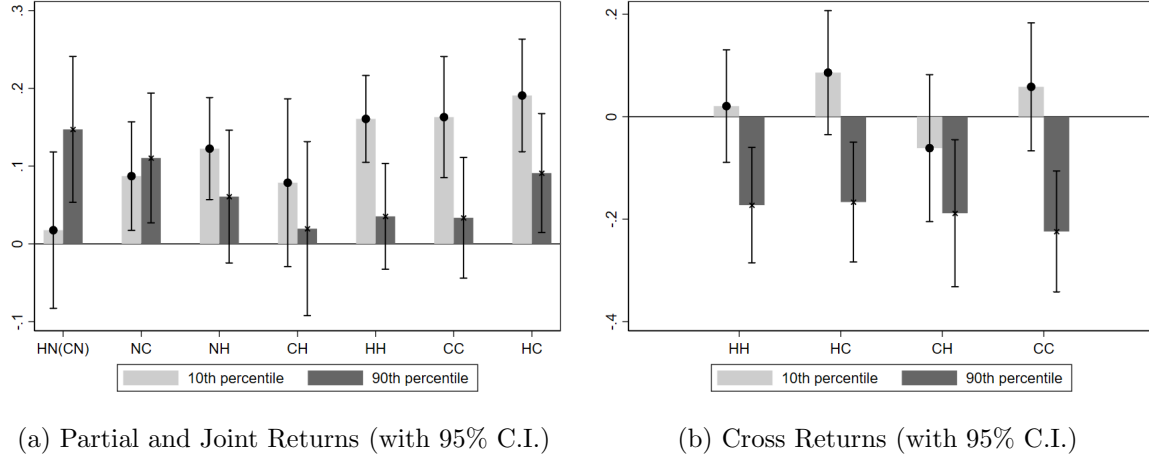 .3
.2
.1
0
-.1
HN(CN) NC NH CH HH CC HC
10th percentile 90th percentile
(a) Partial and Joint Returns (with 95% C.I.)
.2
0
-.2
-.4
HH HC CH CC
10th percentile 90th percentile
(b) Cross Returns (with 95% C.I.)